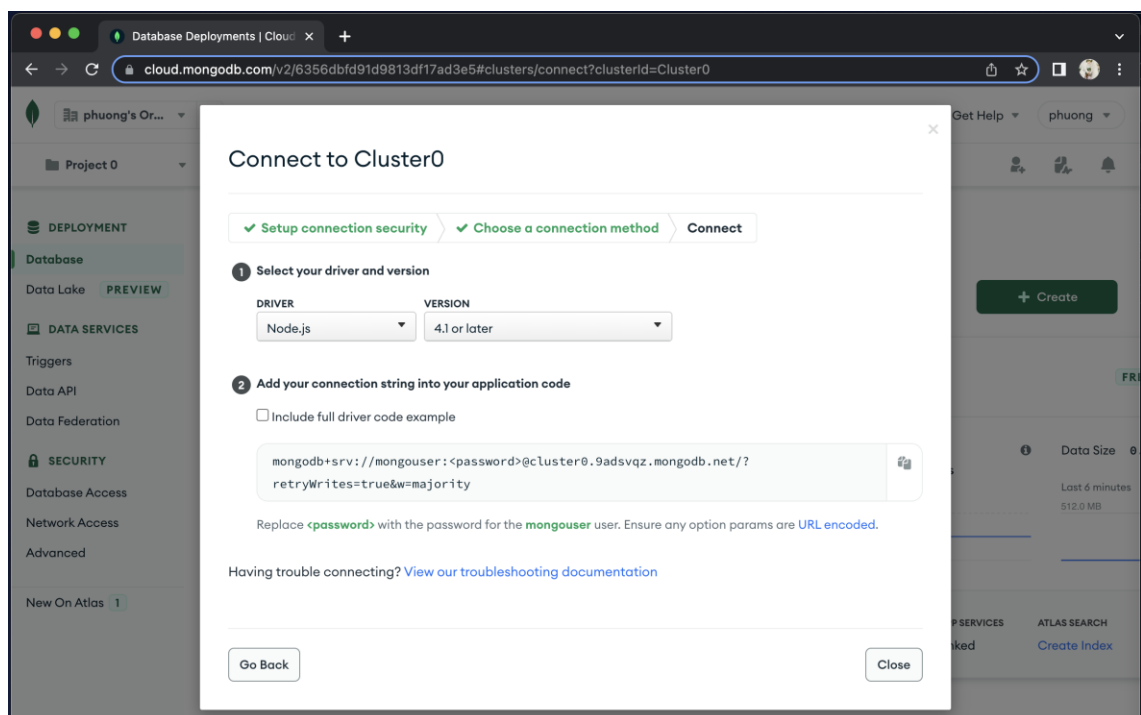 Database Deployments | Cloud
cloud.mongodb.com/v2/6356dbfd91d9813df17ad3e5#clusters/connect?clusterId=Cluster0
phuong's Or...
Get Help
phuong
Project 0
Connect to Cluster0
DEPLOYMENT
Database
Data Lake PREVIEW
DATA SERVICES
Triggers
Data API
Data Federation
SECURITY
Database Access
Network Access
Advanced
New On Atlas 1
Setup connection security
Choose a connection method
Connect
1 Select your driver and version
DRIVER VERSION
Node.js 4.1 or later
2 Add your connection string into your application code
Include full driver code example
mongodb+srv://mongouser:<password>@cluster0.9adsvqz.mongodb.net/?
retryWrites=true&w=majority
Replace <password> with the password for the mongouser user. Ensure any option params are URL encoded.
Having trouble connecting? View our troubleshooting documentation
Go Back
Close
+ Create
FRE
Data Size 0.
Last 6 minutes
512.0 MB
P SERVICES
nked
ATLAS SEARCH
Create Index